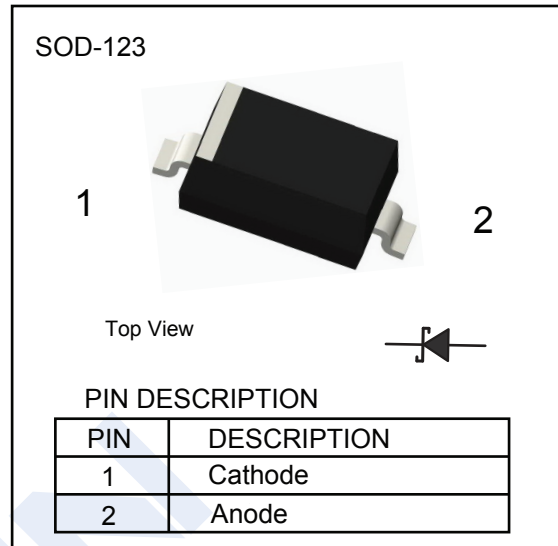 SOD-123
1
2
Top View
PIN DESCRIPTION
PIN DESCRIPTION
1 Cathode
2 Anode